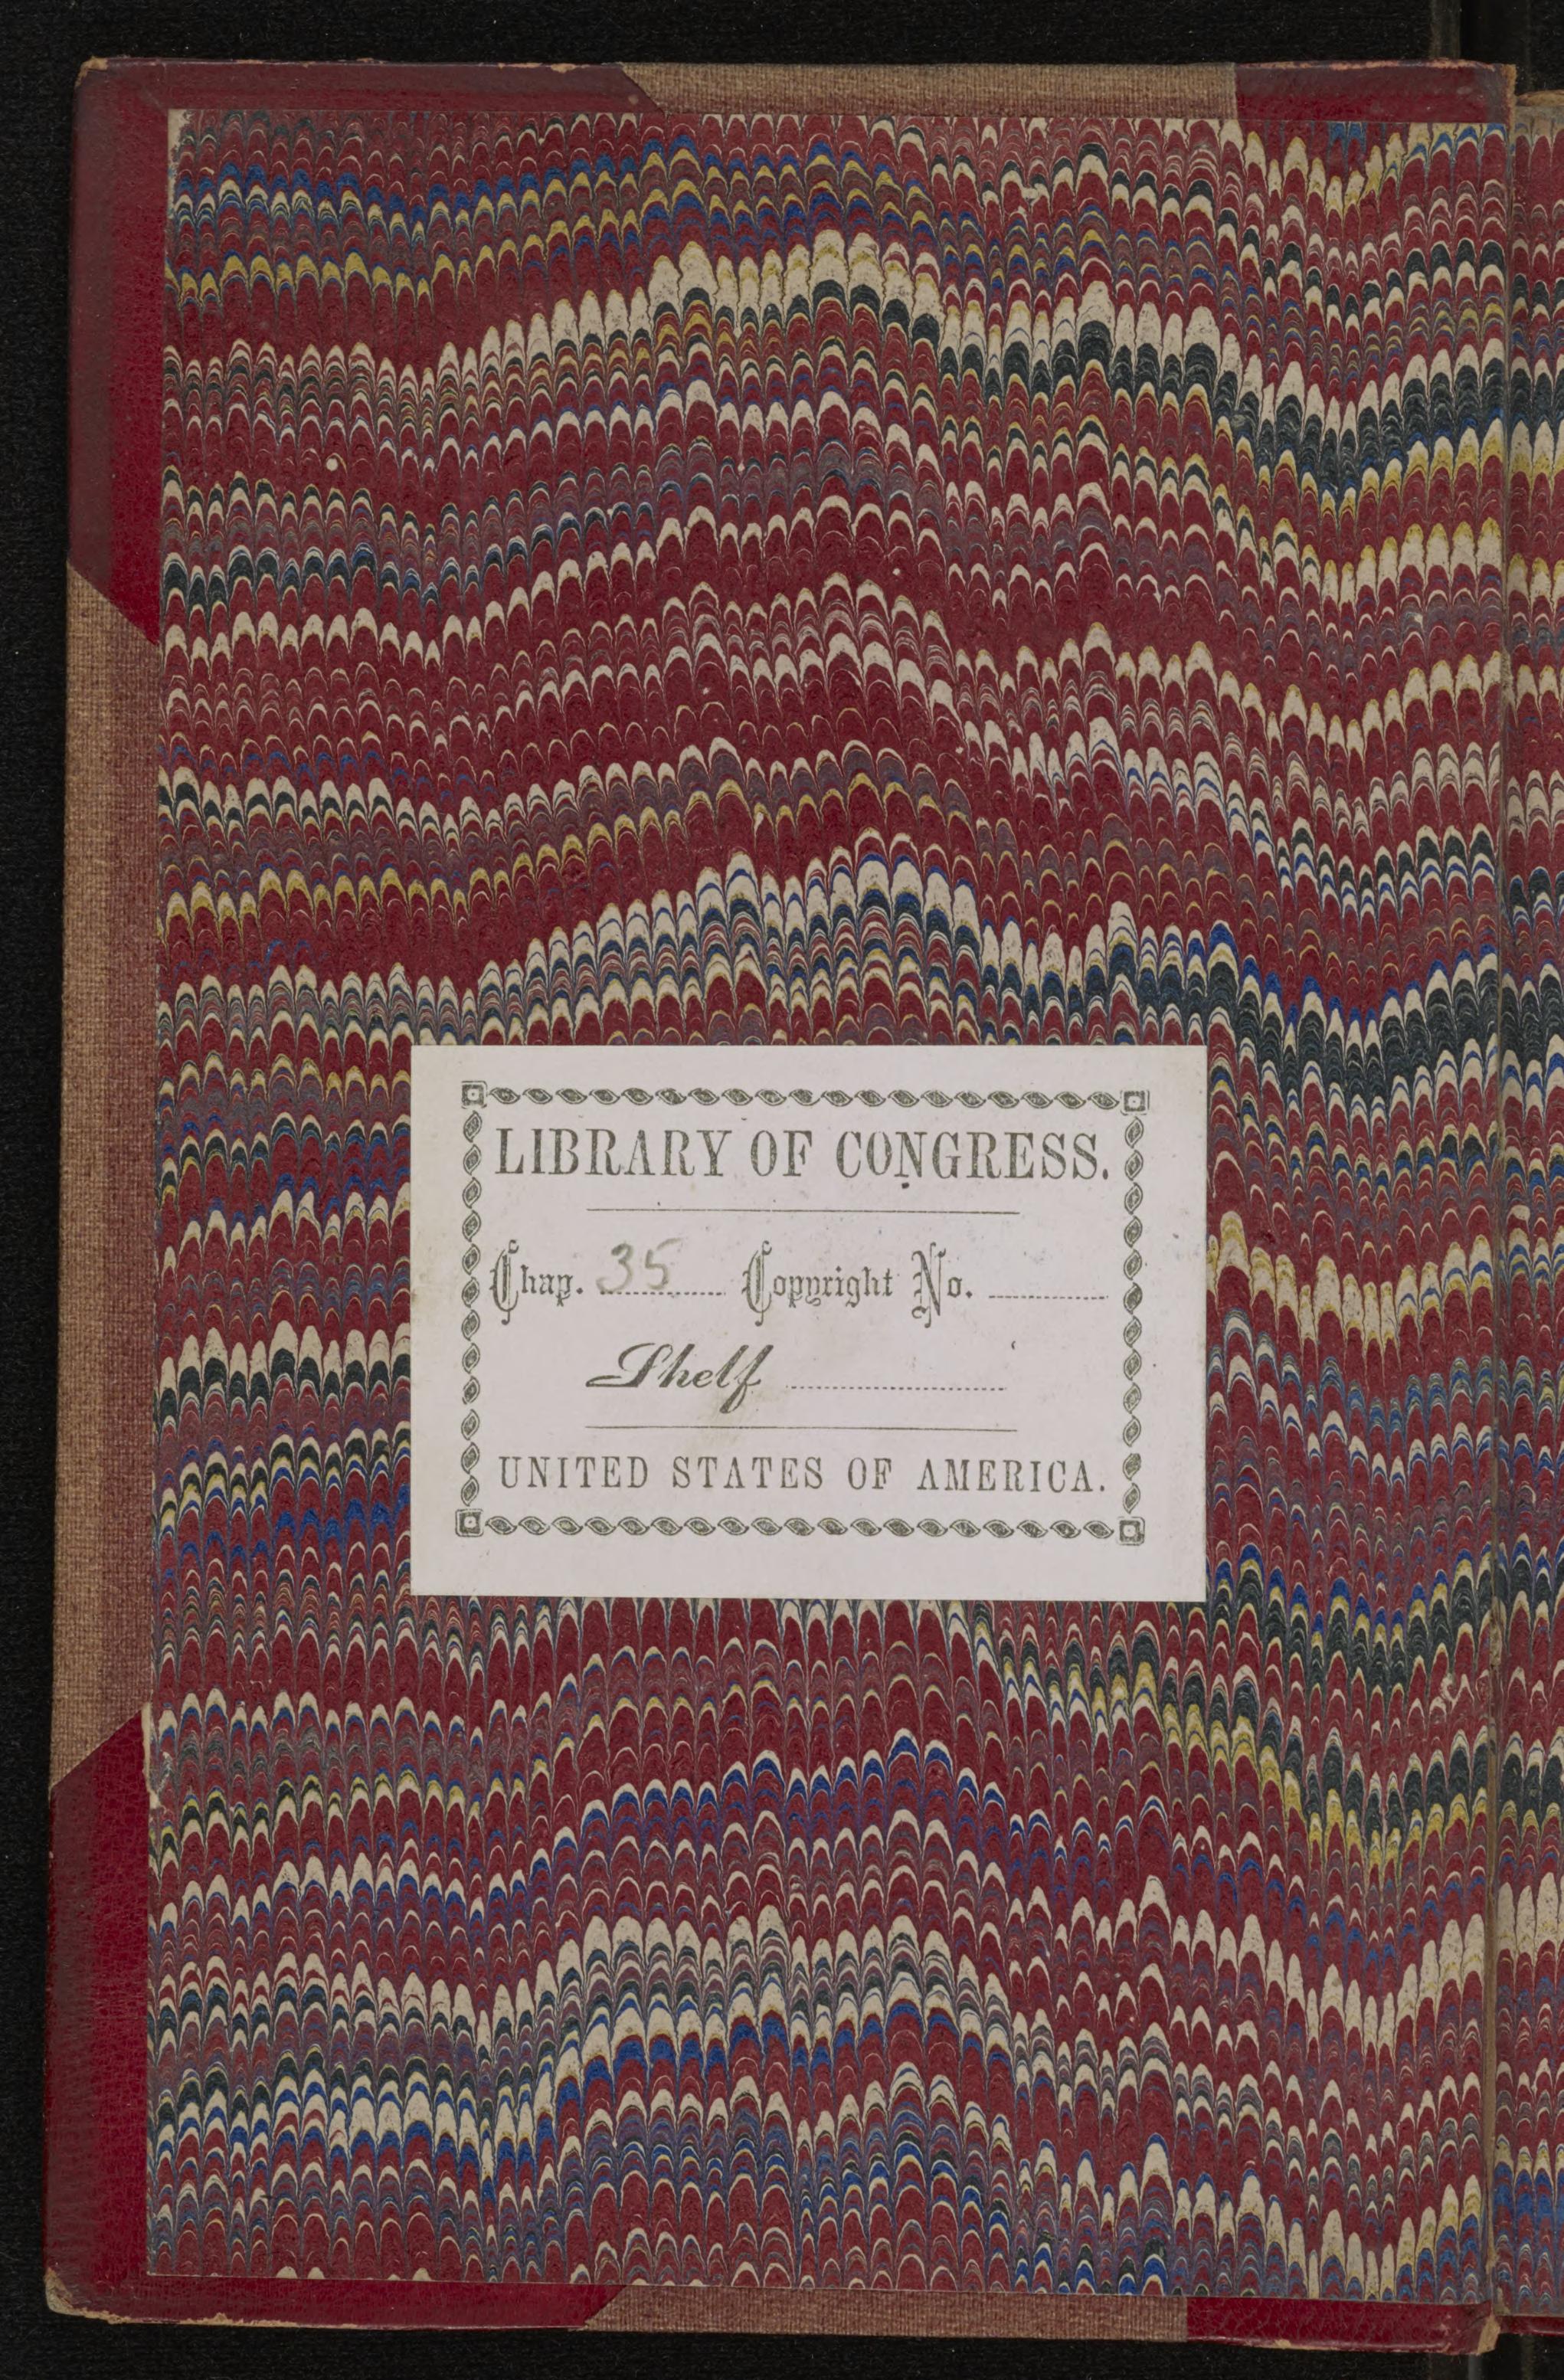 LIBRARY OF CONGRESS.
Chap. 35 Copyright No.
Shelf
UNITED STATES OF AMERICA.